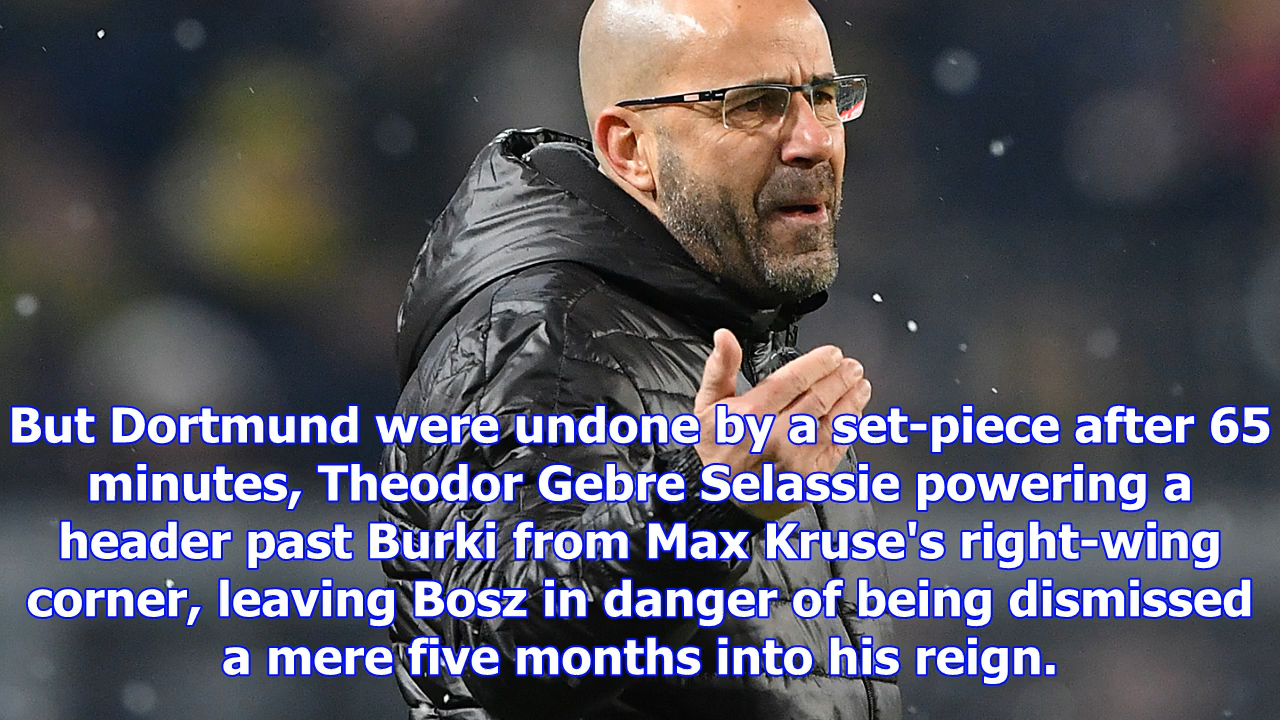 But Dortmund were undone by a set-piece after 65
minutes, Theodor Gebre Selassie powering a
header past Burki from Max Kruse's right-wing
corner, leaving Bosz in danger of being dismissed
a mere five months into his reign.